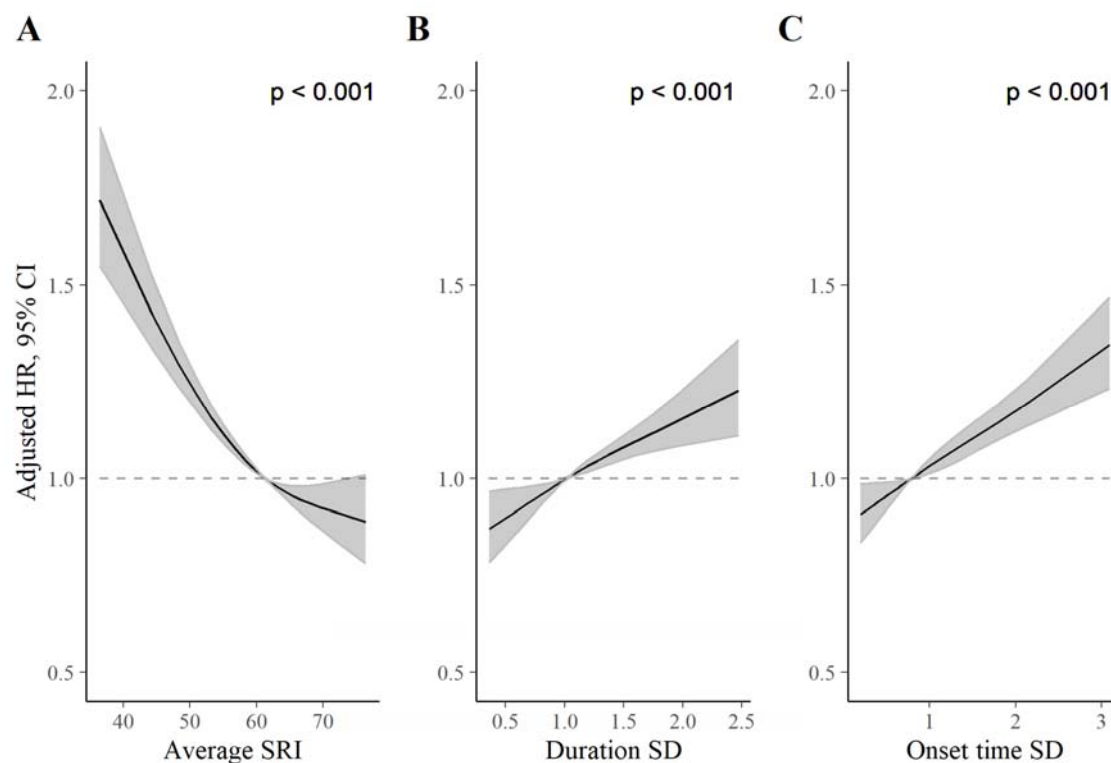 A
B
C
p < 0.001
p < 0.001
p < 0.001
Adjusted HR, 95% CI
2.0
1.5
1.0
0.5
2.0
1.5
1.0
0.5
2.0
1.5
1.0
0.5
40 50 60 70
0.5 1.0 1.5 2.0 2.5
1 2 3
Average SRI
Duration SD
Onset time SD